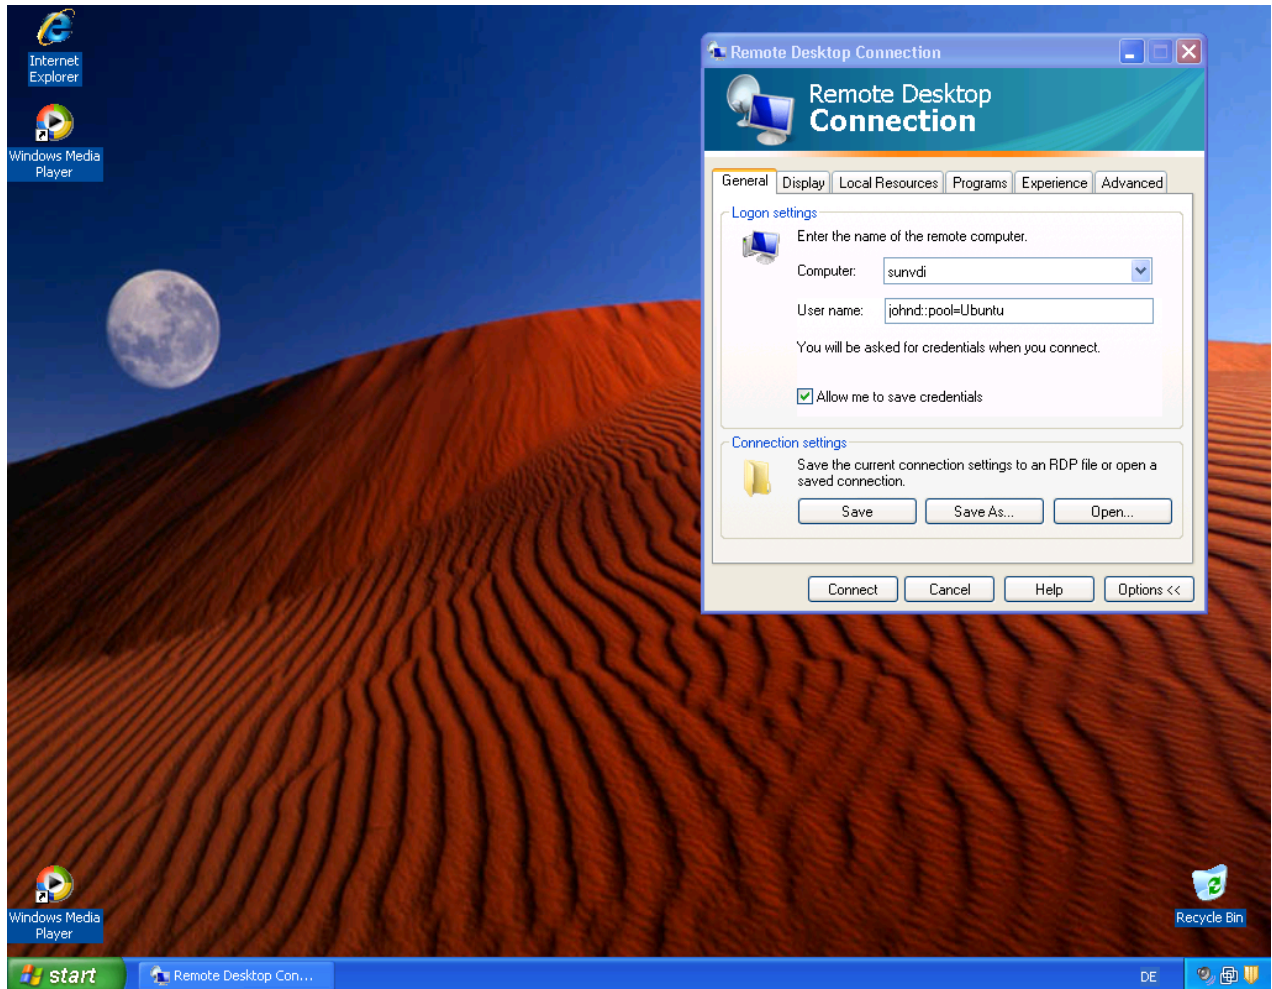 Internet
Explorer
Windows Media
Player
Remote Desktop Connection
Remote Desktop
Connection
General Display Local Resources Programs Experience Advanced
Logon settings
Enter the name of the remote computer.
Computer: sunvdi
User name: johnd::pool=Ubuntu
You will be asked for credentials when you connect.
Allow me to save credentials
Connection settings
Save the current connection settings to an RDP file or open a
saved connection.
Save Save As... Open...
Connect Cancel Help Options <<
Windows Media
Player
Recycle Bin
start Remote Desktop Con... DE